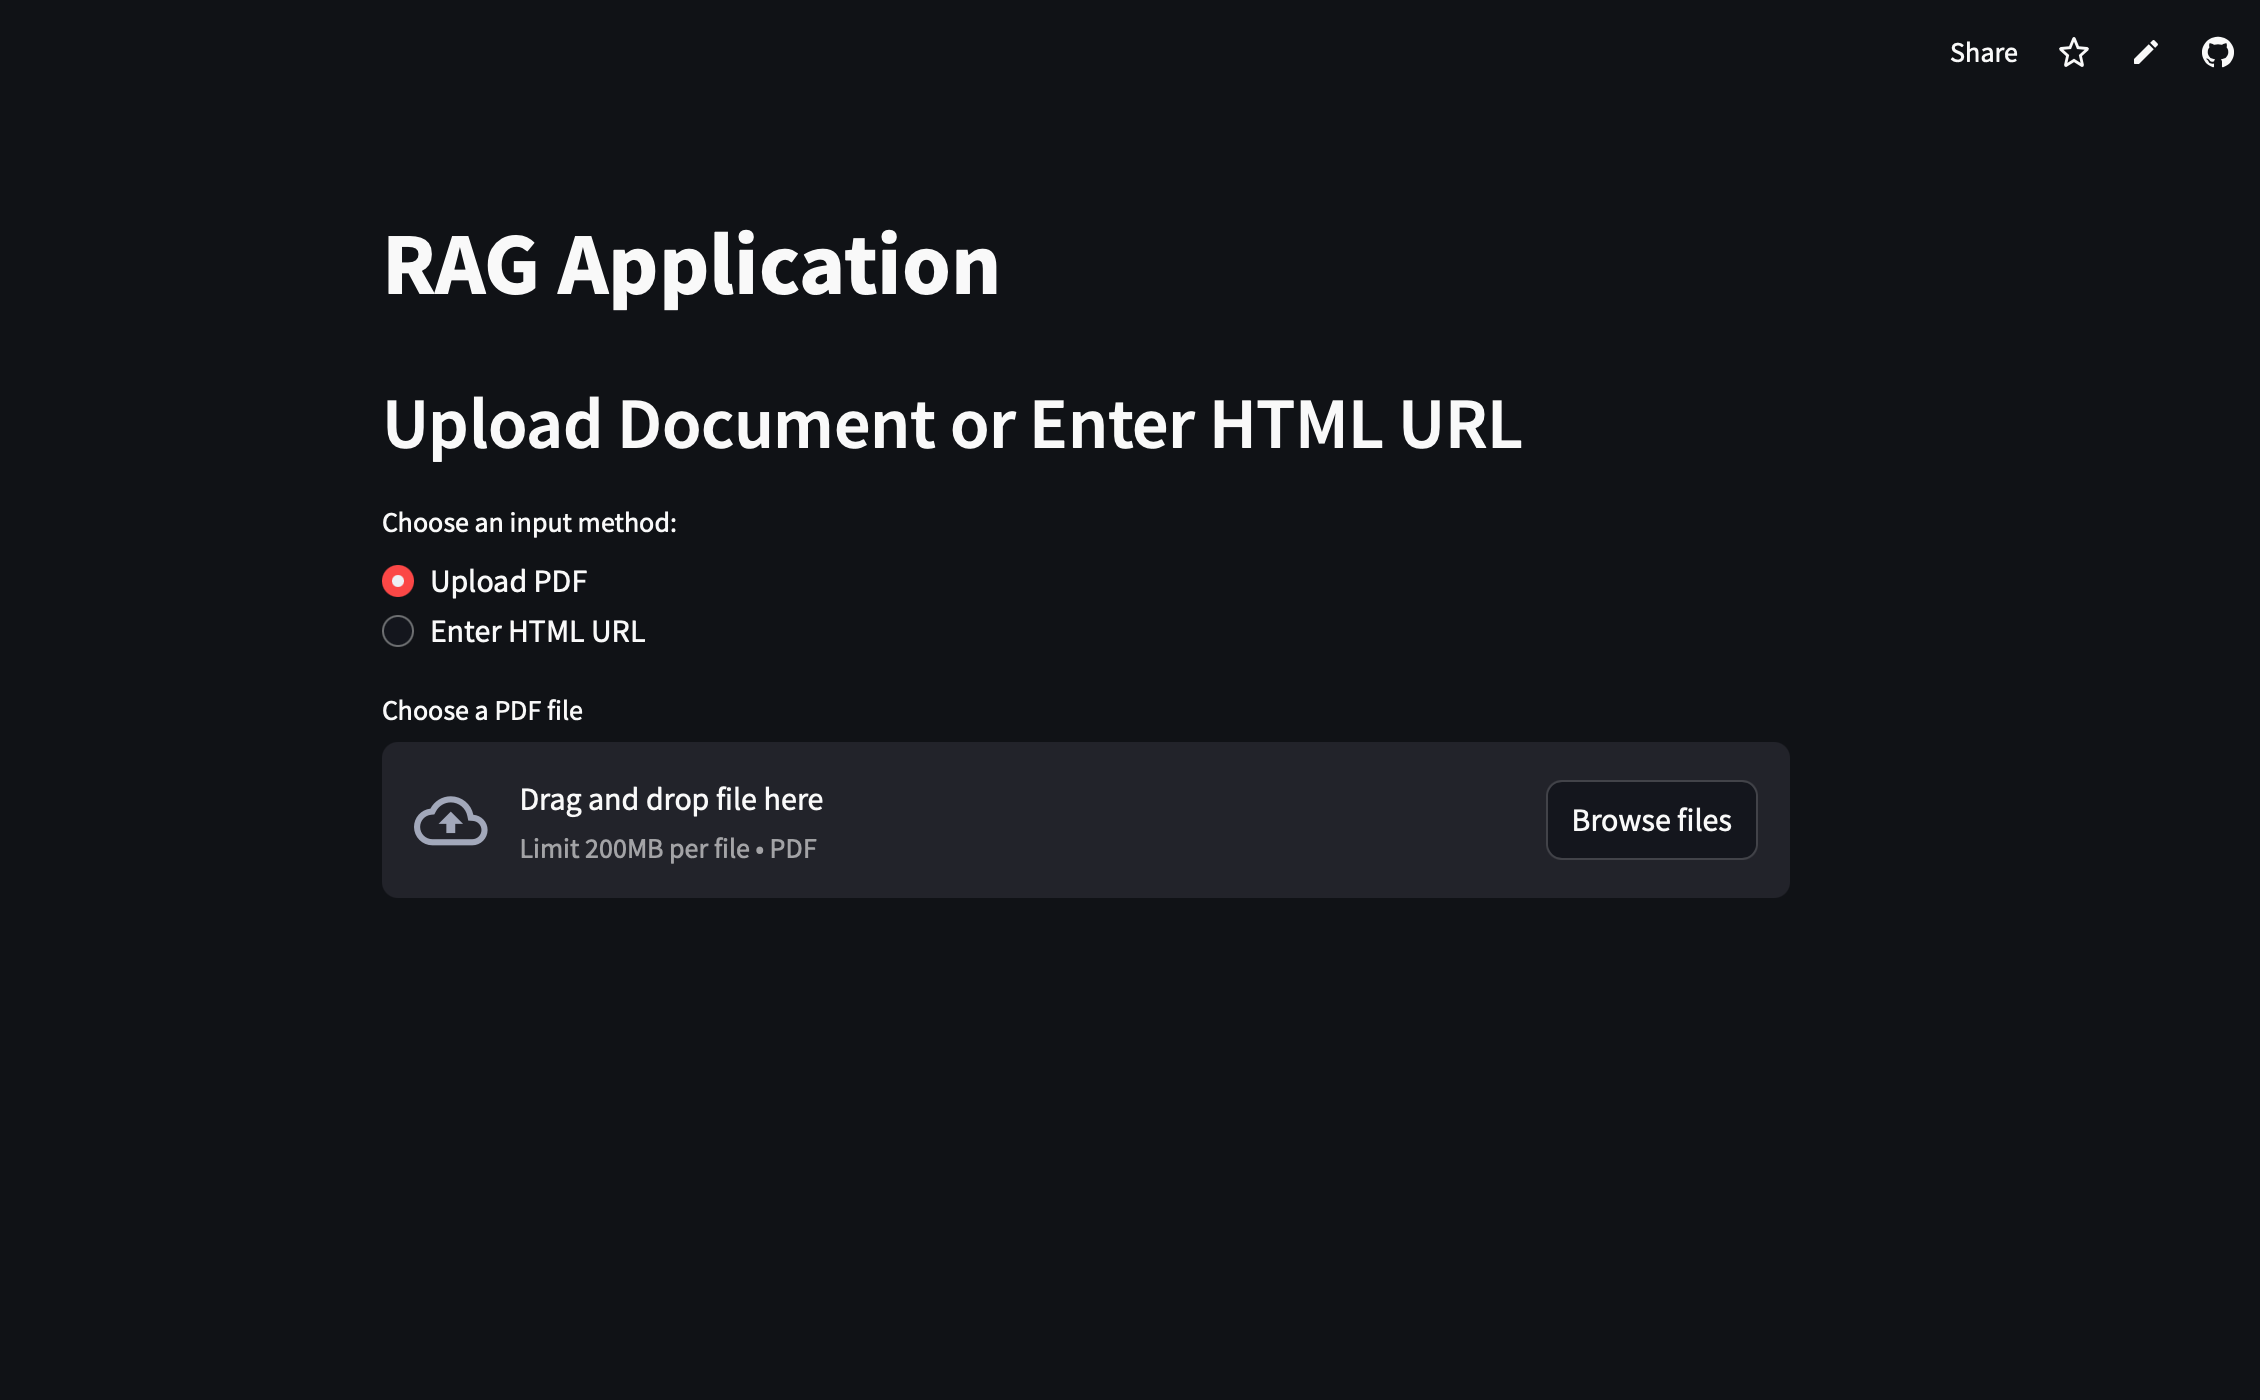 Share
RAG Application
Upload Document or Enter HTML URL
Choose an input method:
Upload PDF
Enter HTML URL
Choose a PDF file
Drag and drop file here
Limit 200MB per file • PDF
Browse files